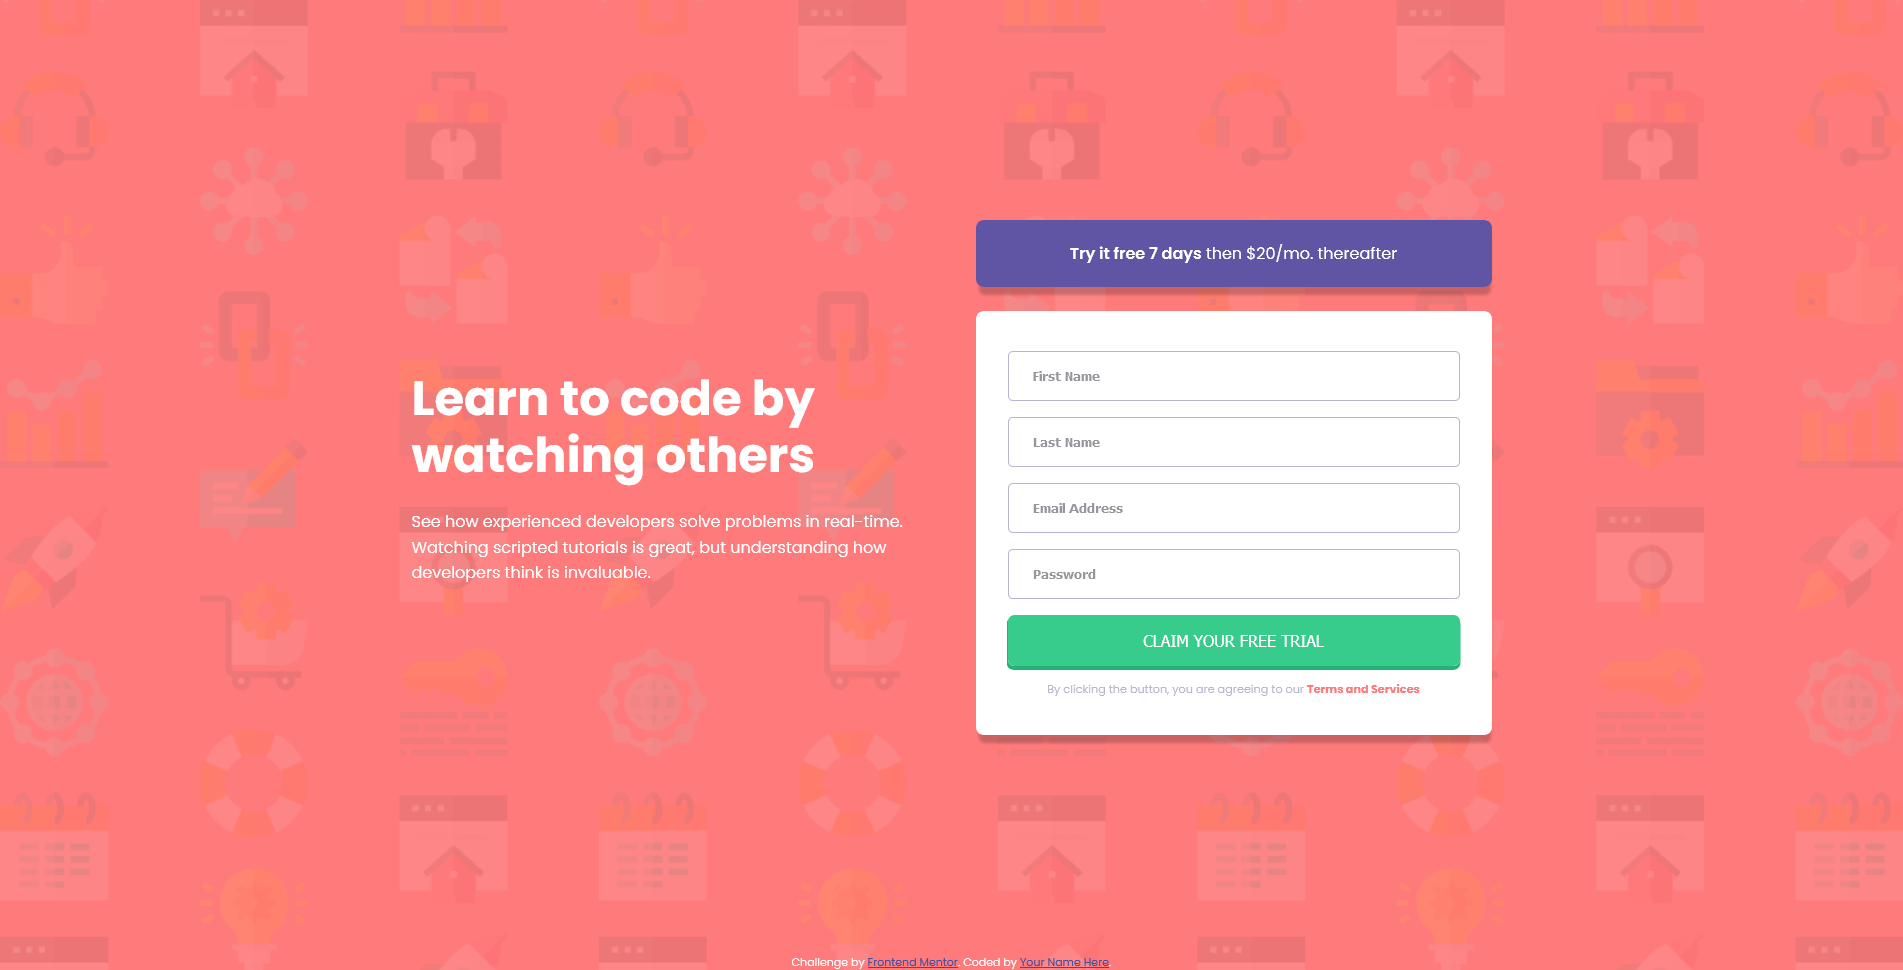 Learn to code by
watching others
See how experienced developers solve problems in real-time.
Watching scripted tutorials is great, but understanding how
developers think is invaluable.
Try it free 7 days then $20/mo. thereafter
First Name
Last Name
Email Address
Password
CLAIM YOUR FREE TRIAL
By clicking the button, you are agreeing to our Terms and Services
Challenge by Frontend Mentor. Coded by Your Name Here.